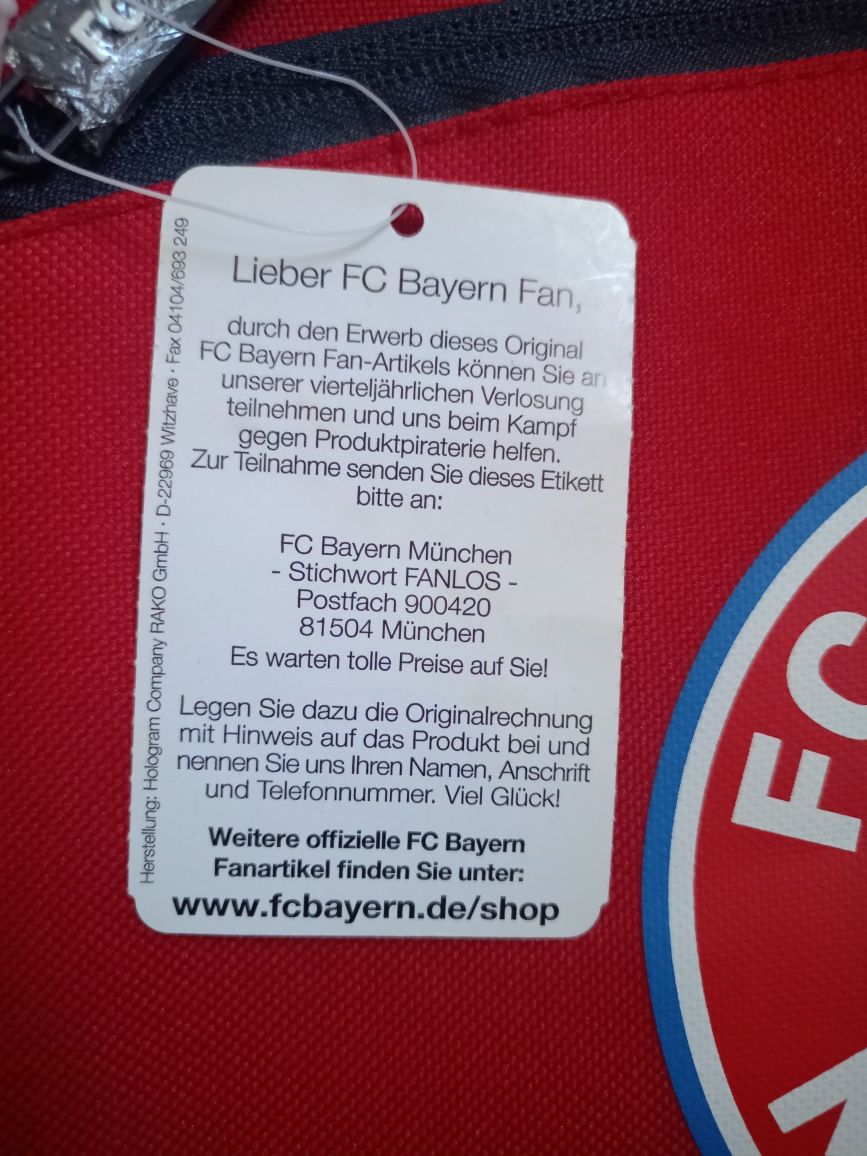 FC
Lieber FC Bayern Fan,
durch den Erwerb dieses Original
FC Bayern Fan-Artikels können Sie an
unserer vierteljährlichen Verlosung
teilnehmen und uns beim Kampf
gegen Produktpiraterie helfen.
Zur Teilnahme senden Sie dieses Etikett
bitte an:
FC Bayern München
- Stichwort FANLOS -
Postfach 900420
81504 München
Es warten tolle Preise auf Sie!
Legen Sie dazu die Originalrechnung
mit Hinweis auf das Produkt bei und
nennen Sie uns Ihren Namen, Anschrift
und Telefonnummer. Viel Glück!
Weitere offizielle FC Bayern
Fanartikel finden Sie unter:
www.fcbayern.de/shop
Herstellung: Hologram Company RAKO GmbH · D-22969 Witzhave · Fax 04104/693 249
FC